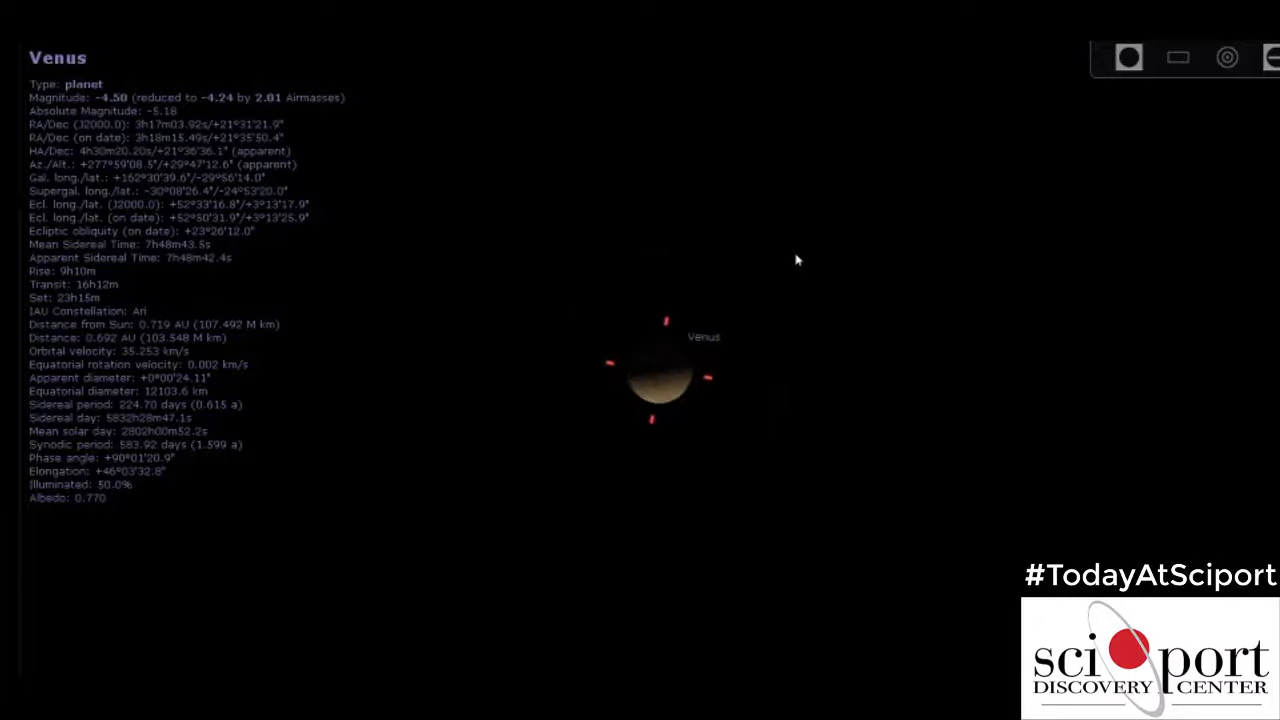 Venus
Type: planet
Magnitude: -4.50 (reduced to -4.24 by 2.01 Airmasses)
Absolute Magnitude: -5.18
RA/Dec (J2000.0): 3h17m03.92s/+21°31'21.9"
RA/Dec (on date): 3h18m15.49s/+21°35'50.4"
HA/Dec: 4h30m20.20s/+21°36'36.1" (apparent)
Az./Alt.: +277°59'08.5"/+29°47'12.6" (apparent)
Gal. long./lat.: +162°30'39.6"/-29°56'14.0"
Supergal. long./lat.: -30°08'26.4"/-24°53'20.0"
Ecl. long./lat. (J2000.0): +52°33'16.8"/+3°13'17.9"
Ecl. long./lat. (on date): +52°50'31.9"/+3°13'25.9"
Ecliptic obliquity (on date): +23°26'12.0"
Mean Sidereal Time: 7h48m43.5s
Apparent Sidereal Time: 7h48m42.4s
Rise: 9h10m
Transit: 16h12m
Set: 23h15m
IAU Constellation: Ari
Distance from Sun: 0.719 AU (107.492 M km)
Distance: 0.692 AU (103.548 M km)
Orbital velocity: 35.253 km/s
Equatorial rotation velocity: 0.002 km/s
Apparent diameter: +0°00'24.11"
Equatorial diameter: 12103.6 km
Sidereal period: 224.70 days (0.615 a)
Sidereal day: 5832h28m47.1s
Mean solar day: 2802h00m52.2s
Synodic period: 583.92 days (1.599 a)
Phase angle: +90°01'20.9"
Elongation: +46°03'32.8"
Illuminated: 50.0%
Albedo: 0.770
Venus
#TodayAtSciport
sci port
DISCOVERY CENTER